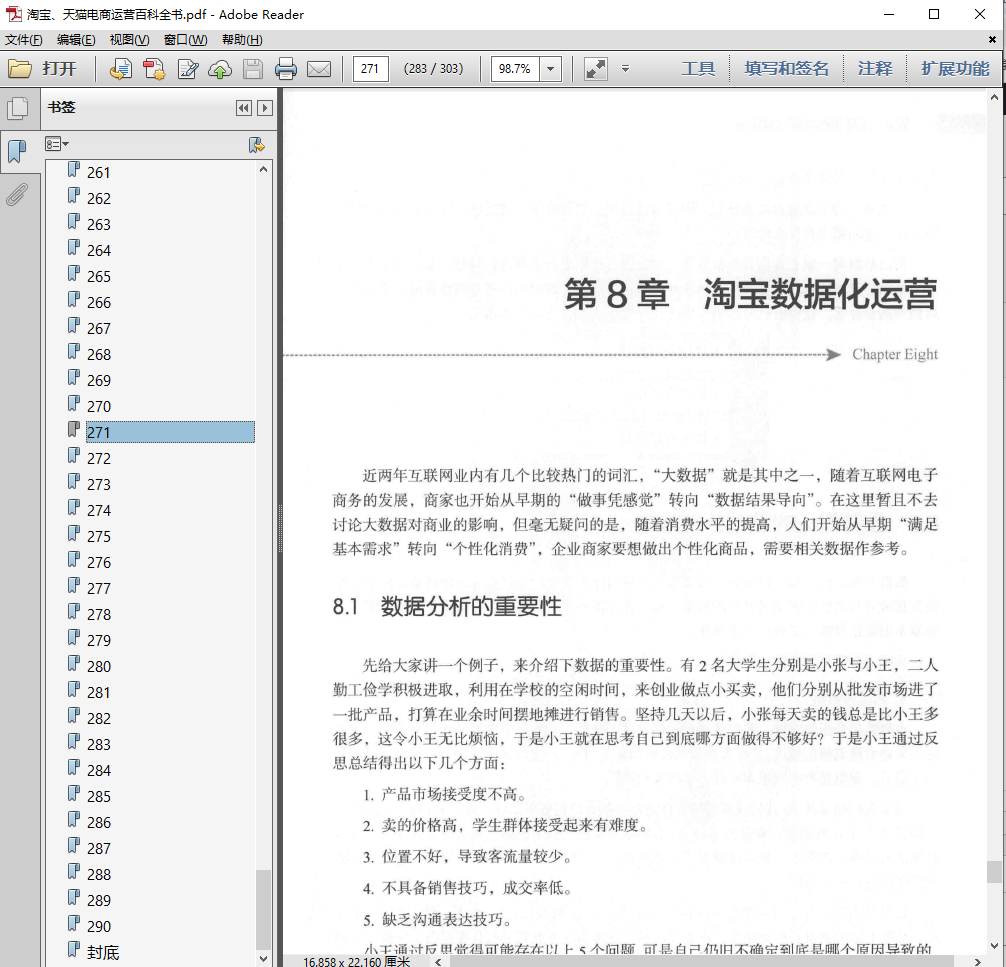 淘宝、天猫电商运营百科全书.pdf - Adobe Reader
文件(F) 编辑(E) 视图(V) 窗口(W) 帮助(H)
打开 271 (283 / 303) 98.7% 工具 填写和签名 注释 扩展功能
书签
261
262
263
264
265
266
267
268
269
270
271
272
273
274
275
276
277
278
279
280
281
282
283
284
285
286
287
288
289
290
封底
第 8 章 淘宝数据化运营
Chapter Eight
近两年互联网业内有几个比较热门的词汇，“大数据”就是其中之一，随着互联网电子
商务的发展，商家也开始从早期的“做事凭感觉”转向“数据结果导向”。在这里暂且不去
讨论大数据对商业的影响，但毫无疑问的是，随着消费水平的提高，人们开始从早期“满足
基本需求”转向“个性化消费”，企业商家要想做出个性化商品，需要相关数据作参考。
8.1 数据分析的重要性
先给大家讲一个例子，来介绍下数据的重要性。有 2 名大学生分别是小张与小王，二人
勤工俭学积极进取，利用在学校的空闲时间，来创业做点小买卖，他们分别从批发市场进了
一批产品，打算在业余时间摆地摊进行销售。坚持几天以后，小张每天卖的钱总是比小王多
很多，这令小王无比烦恼，于是小王就在思考自己到底哪方面做得不够好？于是小王通过反
思总结得出以下几个方面：
1. 产品市场接受度不高。
2. 卖的价格高，学生群体接受起来有难度。
3. 位置不好，导致客流量较少。
4. 不具备销售技巧，成交率低。
5. 缺乏沟通表达技巧。
小王通过反思觉得可能存在以上 5 个问题，可是自己仍旧不确定到底是哪个原因导致的，
16.858 x 22.160 厘米